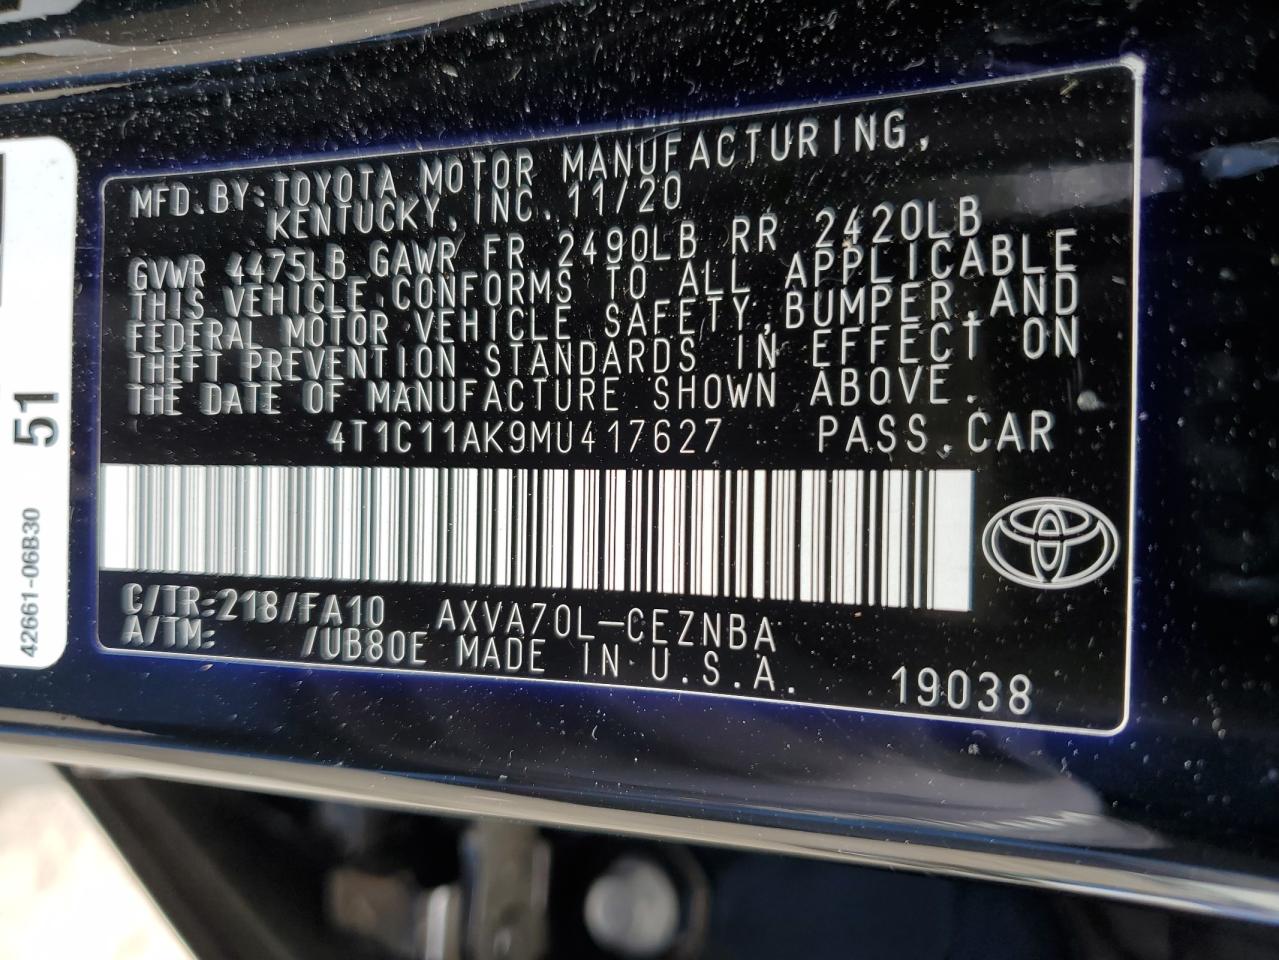 MFD.BY:TOYOTA MOTOR MANUFACTURING,
KENTUCKY, INC. 11/20
GVWR 4475LB GAWR FR 2490LB RR 2420LB
THIS VEHICLE CONFORMS TO ALL APPLICABLE
FEDERAL MOTOR VEHICLE SAFETY,BUMPER,AND
THEFT PREVENTION STANDARDS IN EFFECT ON
THE DATE OF MANUFACTURE SHOWN ABOVE.
4T1C11AK9MU417627 PASS.CAR
C/TR:218/FA10 AXVA70L-CEZNBA
A/TM: /UB80E MADE IN U.S.A.
19038
51
42661-06B30